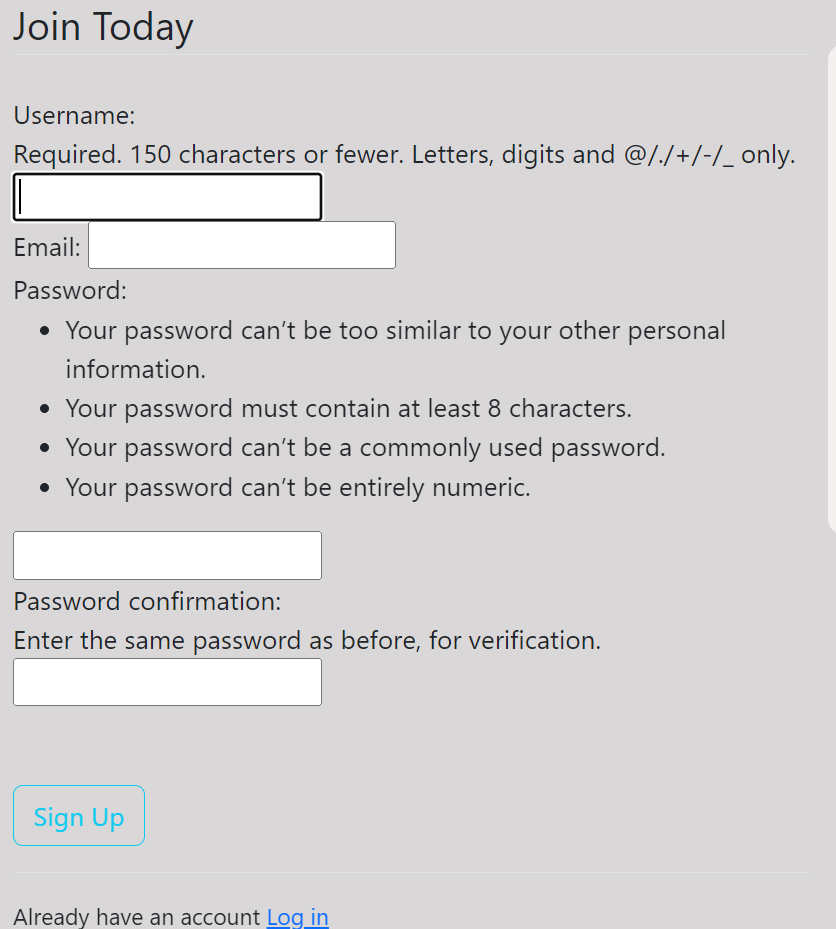 Join Today
Username:
Required. 150 characters or fewer. Letters, digits and @/./+/-/_ only.
Email:
Password:
• Your password can’t be too similar to your other personal
information.
• Your password must contain at least 8 characters.
• Your password can’t be a commonly used password.
• Your password can’t be entirely numeric.
Password confirmation:
Enter the same password as before, for verification.
Sign Up
Already have an account Log in